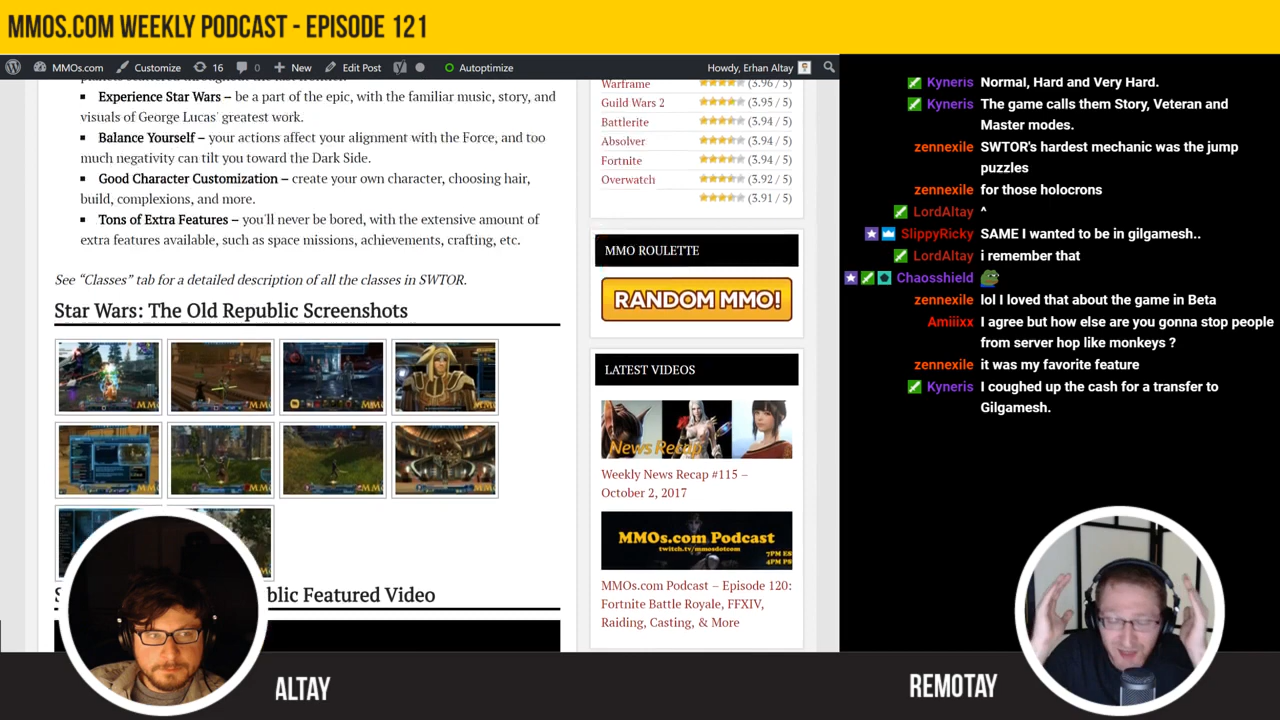 MMOS.COM WEEKLY PODCAST - EPISODE 121
MMOs.com
Customize
16
0
New
Edit Post
Autoptimize
Howdy, Erhan Altay
Experience Star Wars – be a part of the epic, with the familiar music, story, and
visuals of George Lucas' greatest work.
Balance Yourself – your actions affect your alignment with the Force, and too
much negativity can tilt you toward the Dark Side.
Good Character Customization – create your own character, choosing hair,
build, complexions, and more.
Tons of Extra Features – you'll never be bored, with the extensive amount of
extra features available, such as space missions, achievements, crafting, etc.
See “Classes” tab for a detailed description of all the classes in SWTOR.
Star Wars: The Old Republic Screenshots
blic Featured Video
Warframe (3.96 / 5)
Guild Wars 2 (3.95 / 5)
Battlerite (3.94 / 5)
Absolver (3.94 / 5)
Fortnite (3.94 / 5)
Overwatch (3.92 / 5)
(3.91 / 5)
MMO ROULETTE
RANDOM MMO!
LATEST VIDEOS
News Recap
Weekly News Recap #115 –
October 2, 2017
MMOs.com Podcast
twitch.tv/mmosdotcom
7PM ES
4PM PS
MMOs.com Podcast – Episode 120:
Fortnite Battle Royale, FFXIV,
Raiding, Casting, & More
Kyneris Normal, Hard and Very Hard.
Kyneris The game calls them Story, Veteran and
Master modes.
zennexile SWTOR's hardest mechanic was the jump
puzzles
zennexile for those holocrons
LordAltay ^
SlippyRicky SAME I wanted to be in gilgamesh..
LordAltay i remember that
Chaosshield
zennexile lol I loved that about the game in Beta
Amiiixx I agree but how else are you gonna stop people
from server hop like monkeys ?
zennexile it was my favorite feature
Kyneris I coughed up the cash for a transfer to
Gilgamesh.
ALTAY
REMOTAY